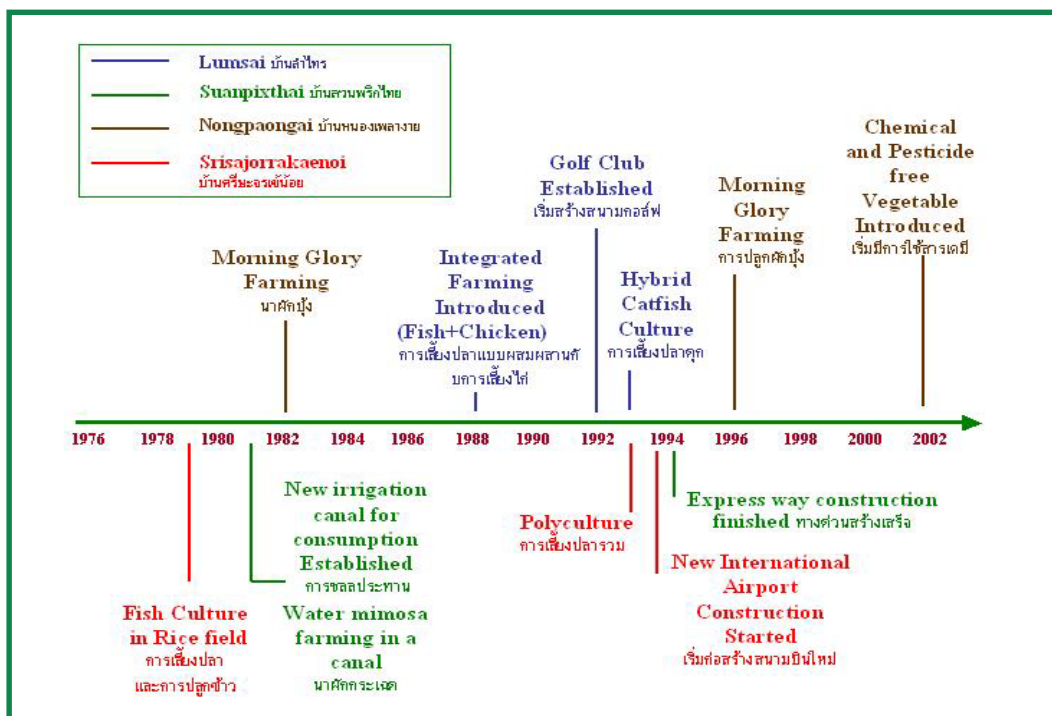 Lumsai บ้านลำไทร
Suanpixthai บ้านสวนพริกไทย
Nongpaongai บ้านหนองเพลางาย
Srisajorrakaenoi
บ้านศรีษะจรเข้น้อย
Morning Glory
Farming
นาผักบุ้ง
Integrated
Farming
Introduced
(Fish+Chicken)
การเลี้ยงปลาแบบผสมผสานกั
บการเลี้ยงไก่
Golf Club
Established
เริ่มสร้างสนามกอล์ฟ
Hybrid
Catfish
Culture
การเลี้ยงปลาดุก
Morning
Glory
Farming
การปลูกผักบุ้ง
Chemical
and Pesticide
free
Vegetable
Introduced
เริ่มมีการใช้สารเคมี
1976 1978 1980 1982 1984 1986 1988 1990 1992 1994 1996 1998 2000 2002
Fish Culture
in Rice field
การเลี้ยงปลา
และการปลูกข้าว
New irrigation
canal for
consumption
Established
การชลประทาน
Water mimosa
farming in a
canal
นาผักกระเฉด
Polyculture
การเลี้ยงปลารวม
New International
Airport
Construction
Started
เริ่มก่อสร้างสนามบินใหม่
Express way construction
finished ทางด่วนสร้างเสร็จ